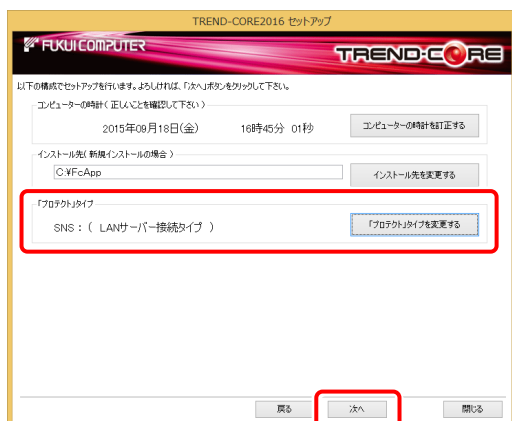 TREND-CORE2016 セットアップ
FUKUI COMPUTER
TREND-CORE
以下の構成でセットアップを行います。よろしければ、「次へ」ボタンをクリックして下さい。
コンピューターの時計( 正しいことを確認して下さい )
2015年09月18日(金) 16時45分 01秒 コンピューターの時計を訂正する
インストール先( 新規インストールの場合 )
C:¥FcApp インストール先を変更する
「プロテクト」タイプ
SNS：( LANサーバー接続タイプ ) 「プロテクト」タイプを変更する
戻る 次へ 閉じる